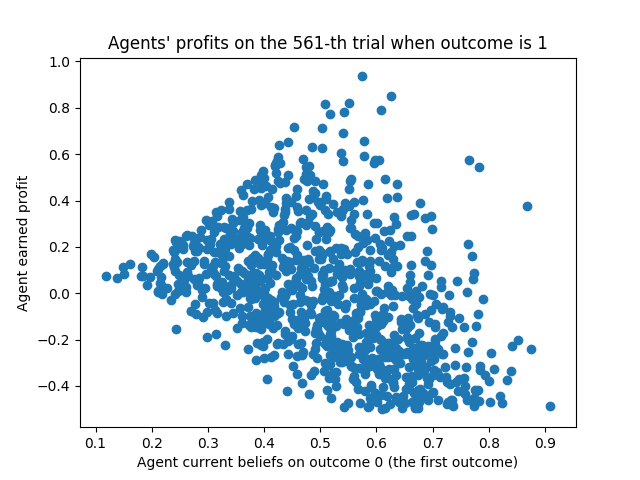 Agents' profits on the 561-th trial when outcome is 1
1.0
0.8
0.6
0.4
0.2
0.0
−0.2
−0.4
Agent earned profit
0.1 0.2 0.3 0.4 0.5 0.6 0.7 0.8 0.9
Agent current beliefs on outcome 0 (the first outcome)